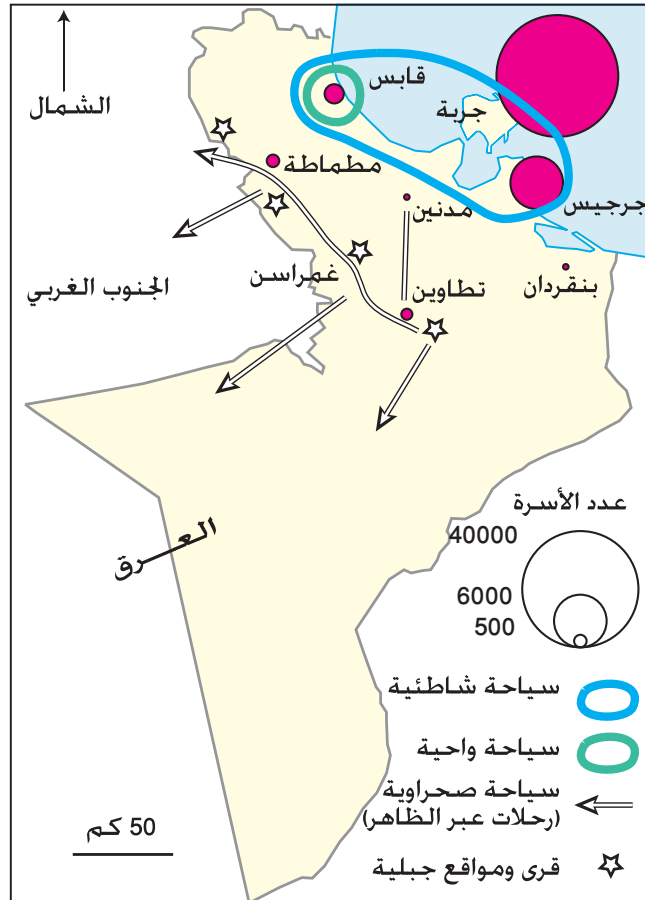 الشمال
قابس
جربة
مطماطة
جرجيس
مدنين
غمراسن
تطاوين
بنقردان
الجنوب الغربي
العرق
عدد الأسرة
40000
6000
500
سياحة شاطئية
سياحة واحية
سياحة صحراوية
(رحلات عبر الظاهر)
قرى ومواقع جبلية
50 كم